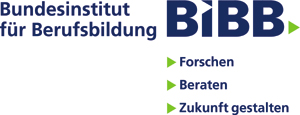 Bundesinstitut
für Berufsbildung
BiBB
Forschen
Beraten
Zukunft gestalten